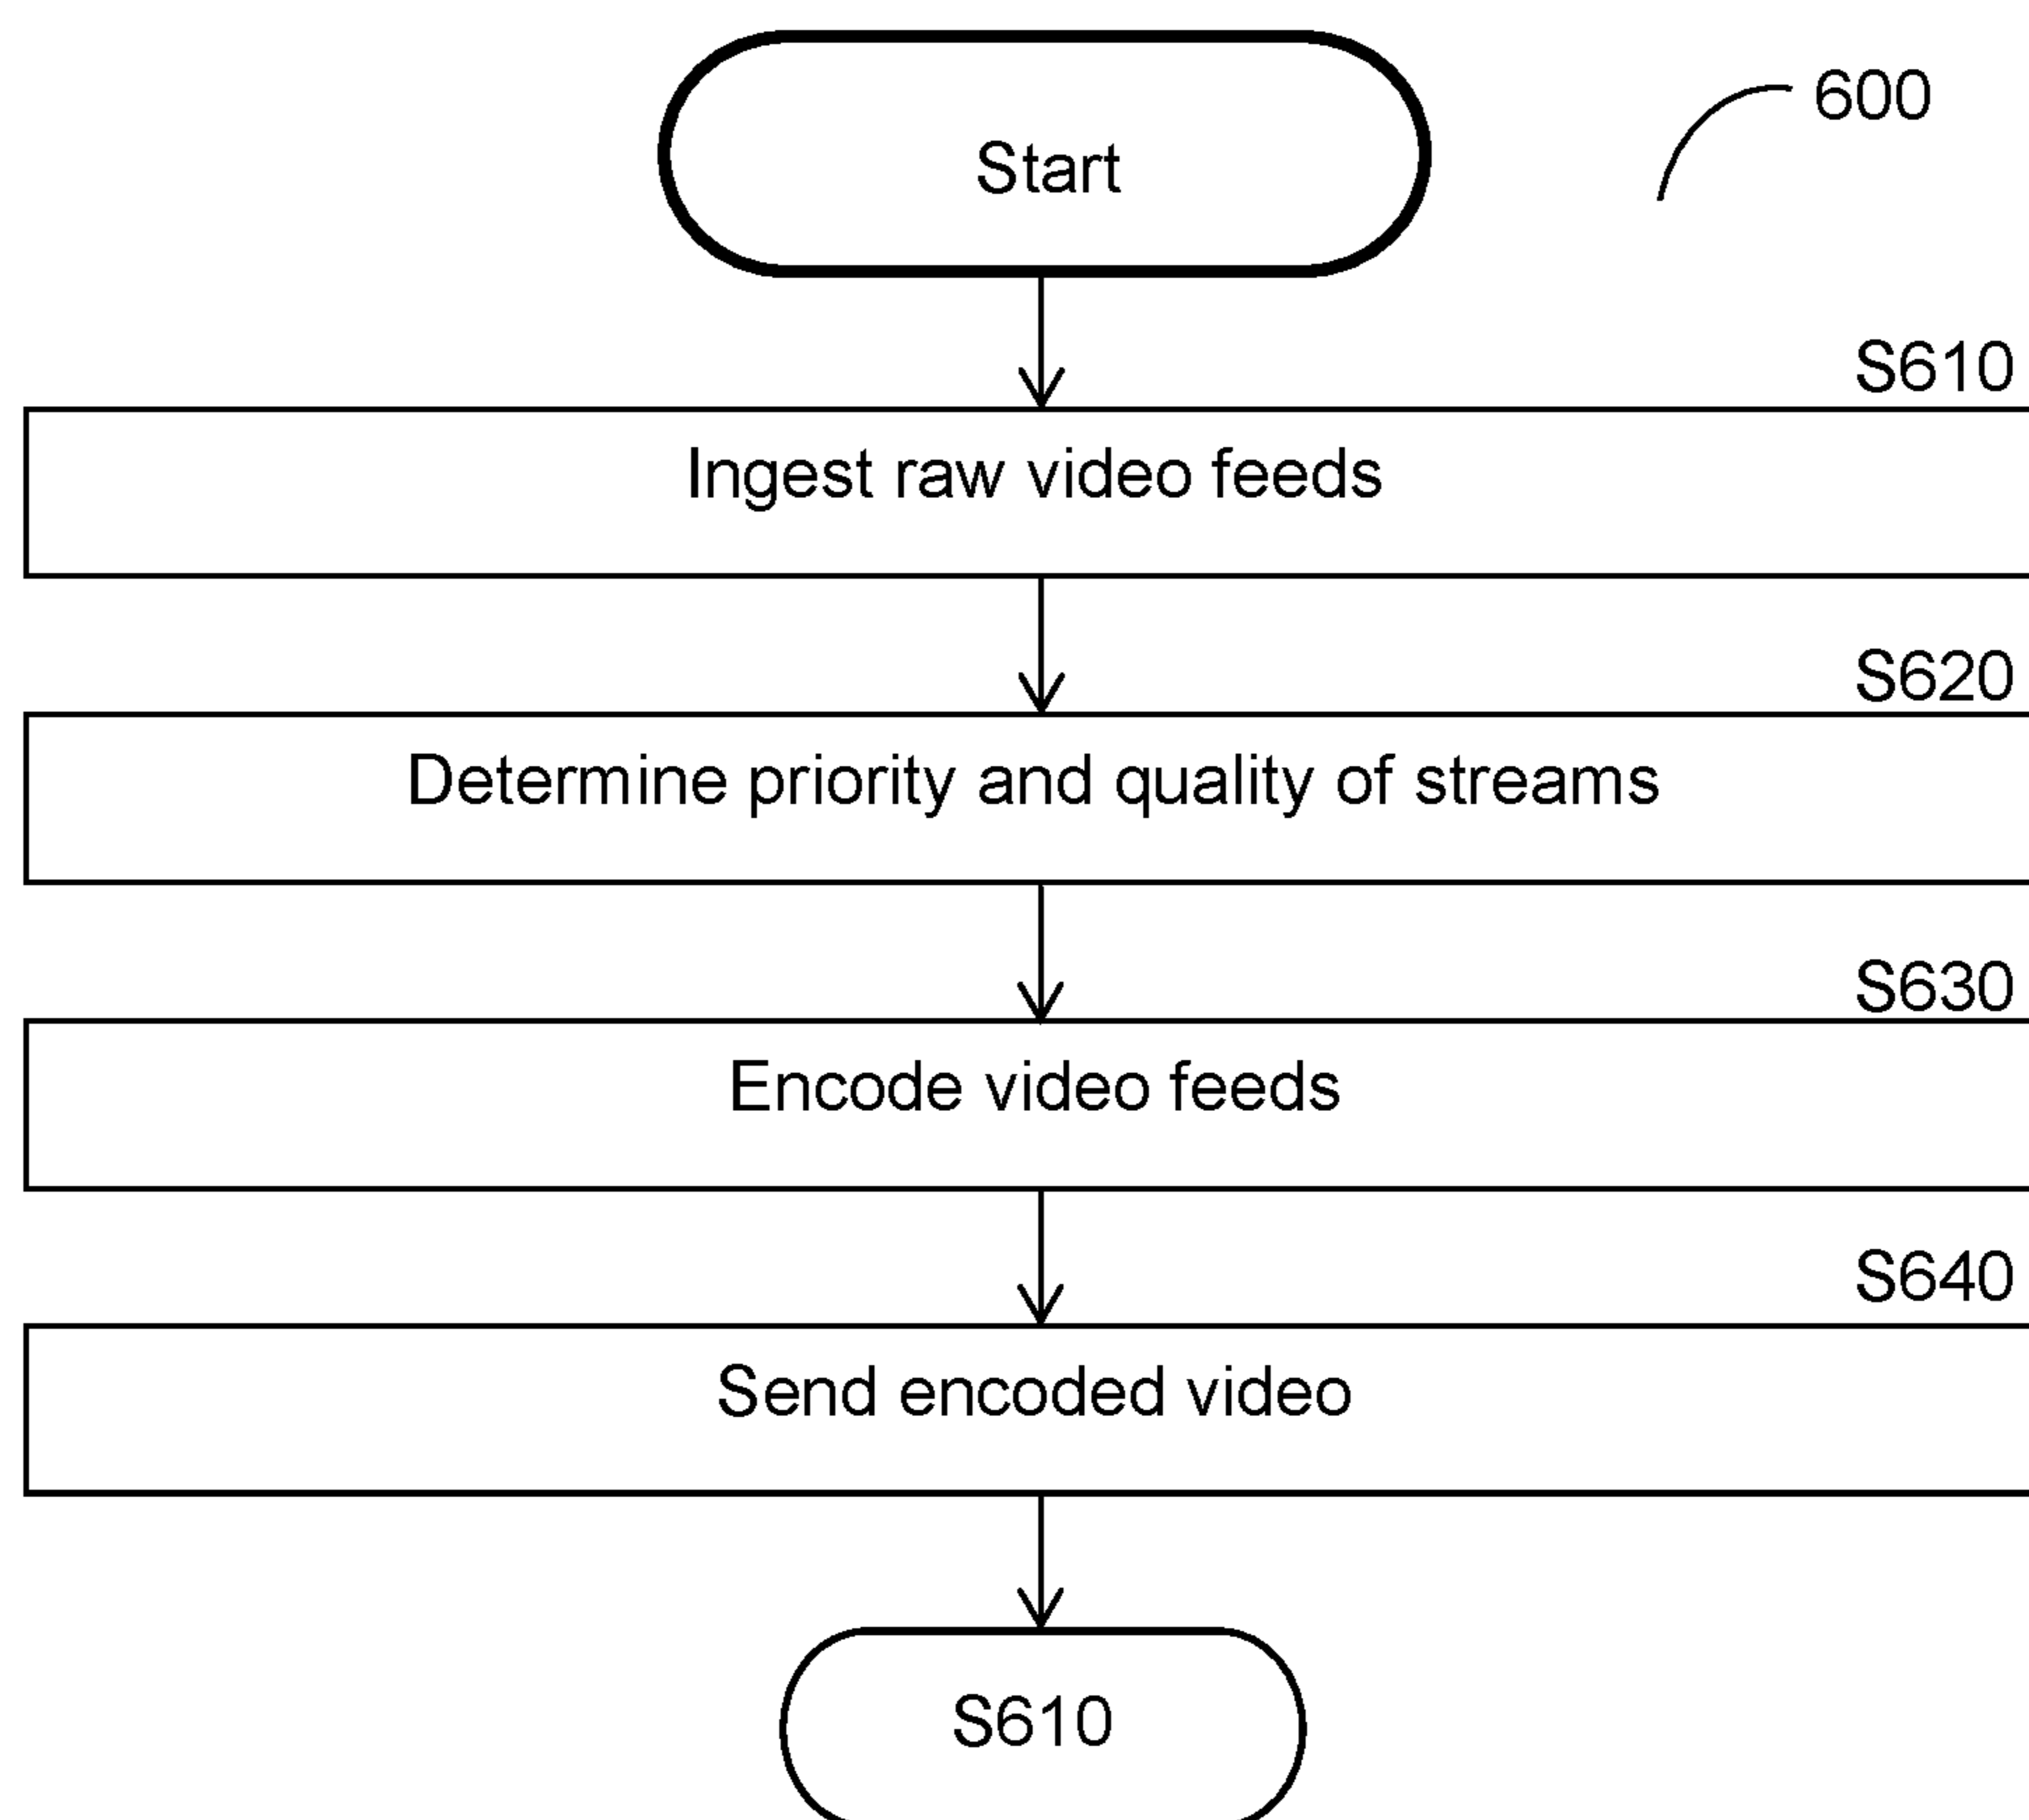 Start
600
S610
Ingest raw video feeds
S620
Determine priority and quality of streams
S630
Encode video feeds
S640
Send encoded video
S610